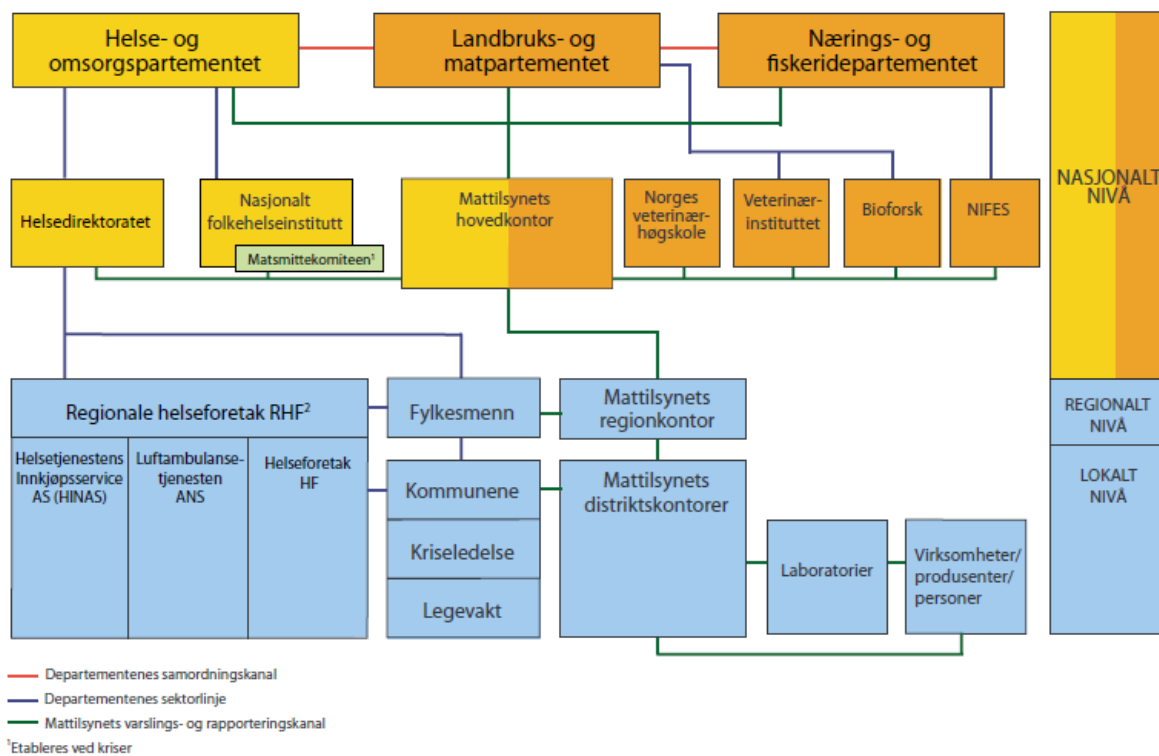 Helse- og
omsorgspartementet
Landbruks- og
matpartementet
Nærings- og
fiskeridepartementet
NASJONALT
NIVÅ
Helsedirektoratet
Nasjonalt
folkehelseinstitutt
Matsmittekomiteen¹
Mattilsynets
hovedkontor
Norges
veterinær-
høgskole
Veterinær-
instituttet
Bioforsk
NIFES
Regionale helseforetak RHF²
Fylkesmenn
Mattilsynets
regionkontor
REGIONALT
NIVÅ
Helsetjenestens
Innkjøpsservice
AS (HINAS)
Luftambulanse-
tjenesten
ANS
Helseforetak
HF
Kommunene
Kriseledelse
Legevakt
Mattilsynets
distriktskontorer
Laboratorier
Virksomheter/
produsenter/
personer
LOKALT
NIVÅ
Departementenes samordningskanal
Departementenes sektorlinje
Mattilsynets varslings- og rapporteringskanal
¹Etableres ved kriser